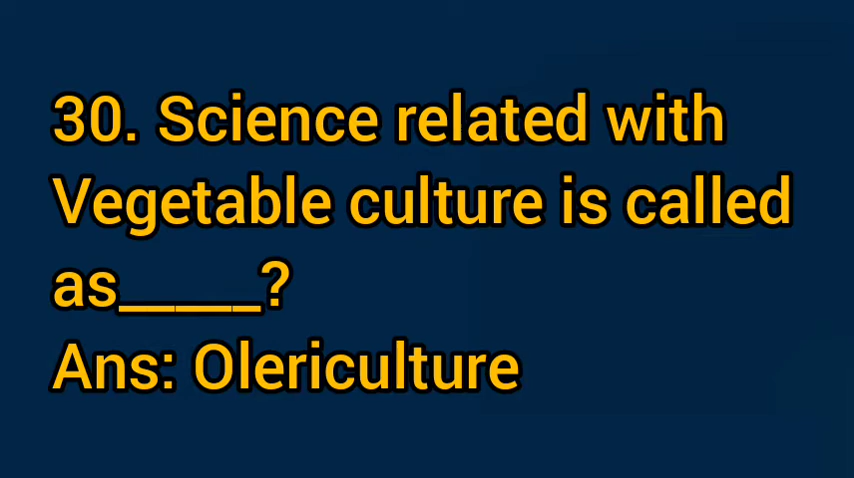 30. Science related with
Vegetable culture is called
as_____?
Ans: Olericulture